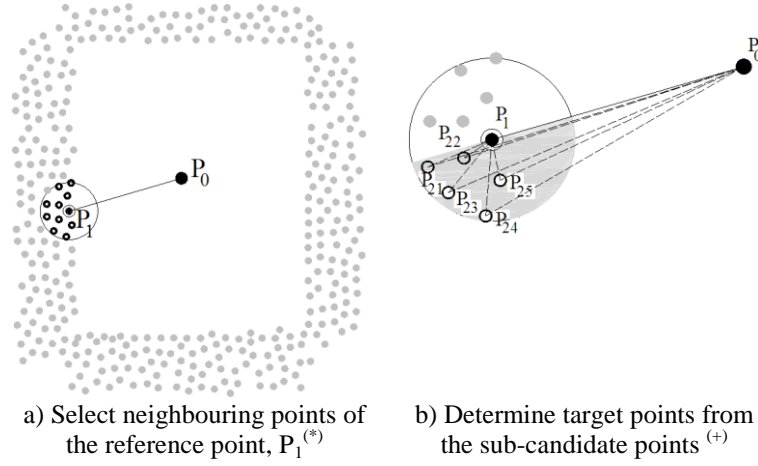 P0
P1
a) Select neighbouring points of
the reference point, P1(*)
P0
P1
P22
P21
P25
P23
P24
b) Determine target points from
the sub-candidate points (+)